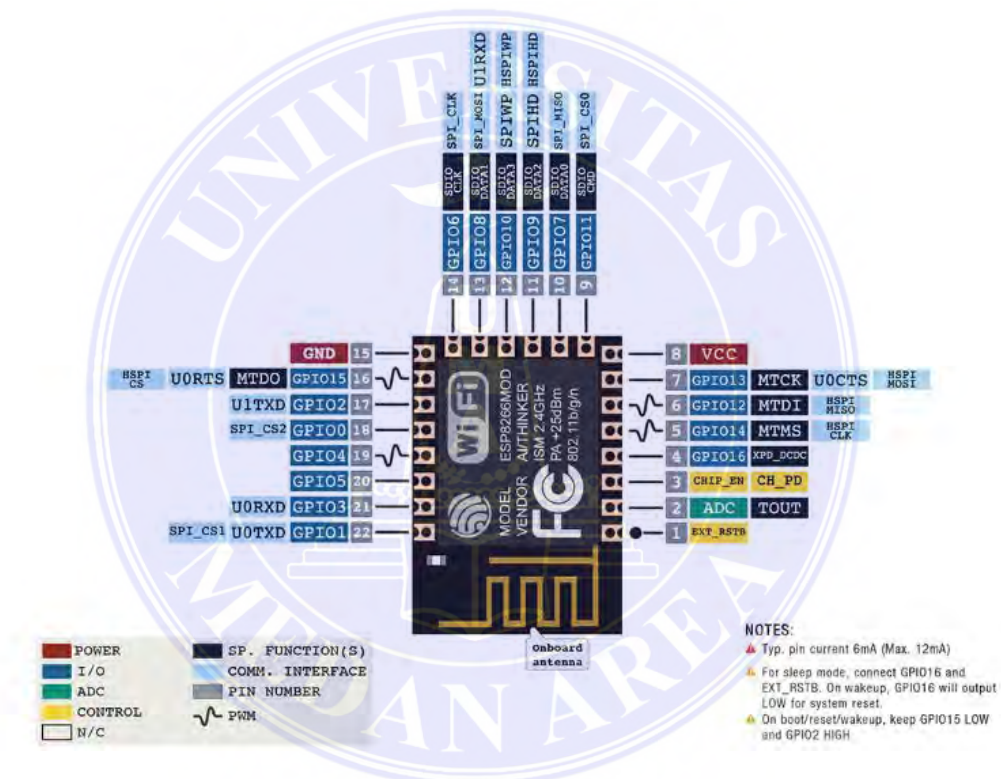 UNIVERSITAS
MEDAN AREA
SPI_CLK
SDIO CLK
GPIO6
14
U1RXD
SPI_MOSI
SDIO DATA1
GPIO8
13
HSPIWP
SPIWP
SDIO DATA3
GPIO10
12
HSPIHD
SPIHD
SDIO DATA2
GPIO9
11
SPI_MISO
SDIO DATA0
GPIO7
10
SPI_CS0
SDIO CMD
GPIO11
9
GND 15
HSPI CS U0RTS MTDO GPIO15 16
U1TXD GPIO2 17
SPI_CS2 GPIO0 18
GPIO4 19
GPIO5 20
U0RXD GPIO3 21
SPI_CS1 U0TXD GPIO1 22
8 VCC
7 GPIO13 MTCK U0CTS HSPI MOSI
6 GPIO12 MTDI HSPI MISO
5 GPIO14 MTMS HSPI CLK
4 GPIO16 XPD_DCDC
3 CHIP_EN CH_PD
2 ADC TOUT
1 EXT_RSTB
WiFi
MODEL ESP8266MOD
VENDOR AI/THINKER
ISM 2.4GHz
PA +25dBm
802.11b/g/n
FC
Onboard
antenna
POWER
I/O
ADC
CONTROL
N/C
SP. FUNCTION(S)
COMM. INTERFACE
PIN NUMBER
PWM
NOTES:
Typ. pin current 6mA (Max. 12mA)
For sleep mode, connect GPIO16 and
EXT_RSTB. On wakeup, GPIO16 will output
LOW for system reset.
On boot/reset/wakeup, keep GPIO15 LOW
and GPIO2 HIGH